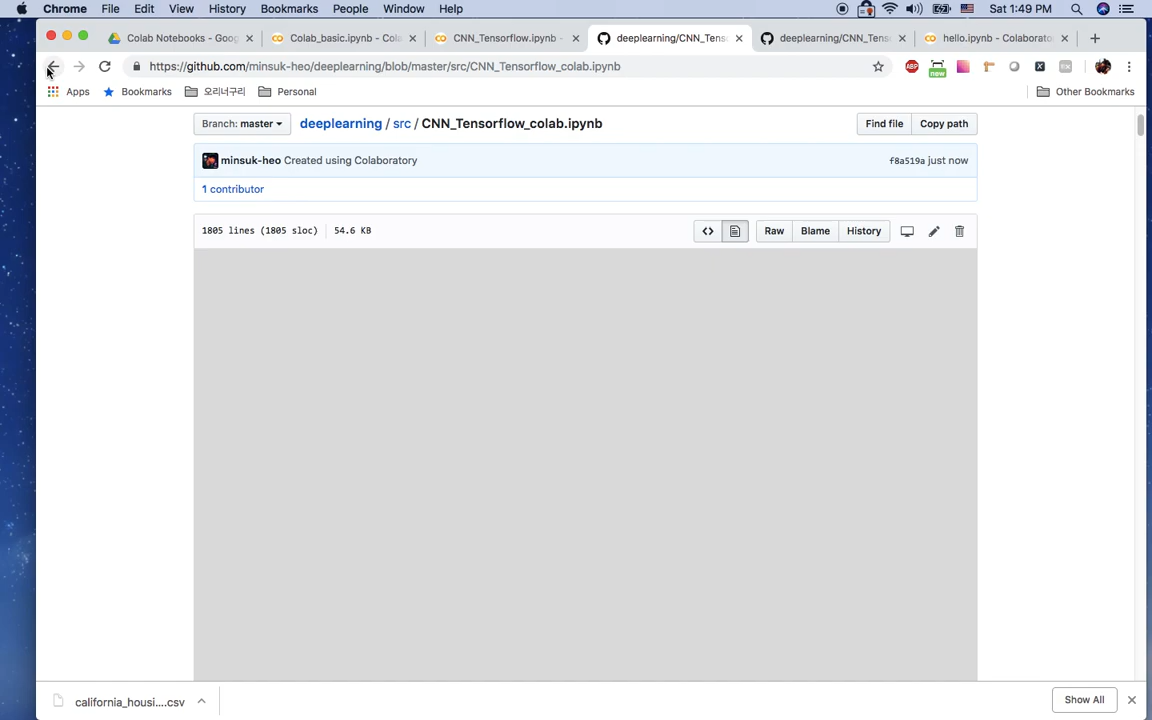 Chrome File Edit View History Bookmarks People Window Help Sat 1:49 PM
Colab Notebooks - Goog Colab_basic.ipynb - Cola CNN_Tensorflow.ipynb - deeplearning/CNN_Tens deeplearning/CNN_Tens hello.ipynb - Colaborato
https://github.com/minsuk-heo/deeplearning/blob/master/src/CNN_Tensorflow_colab.ipynb ABP new
Apps Bookmarks 오리너구리 Personal Other Bookmarks
Branch: master deeplearning / src / CNN_Tensorflow_colab.ipynb Find file Copy path
minsuk-heo Created using Colaboratory f8a519a just now
1 contributor
1805 lines (1805 sloc) 54.6 KB <> Raw Blame History
california_housi....csv Show All